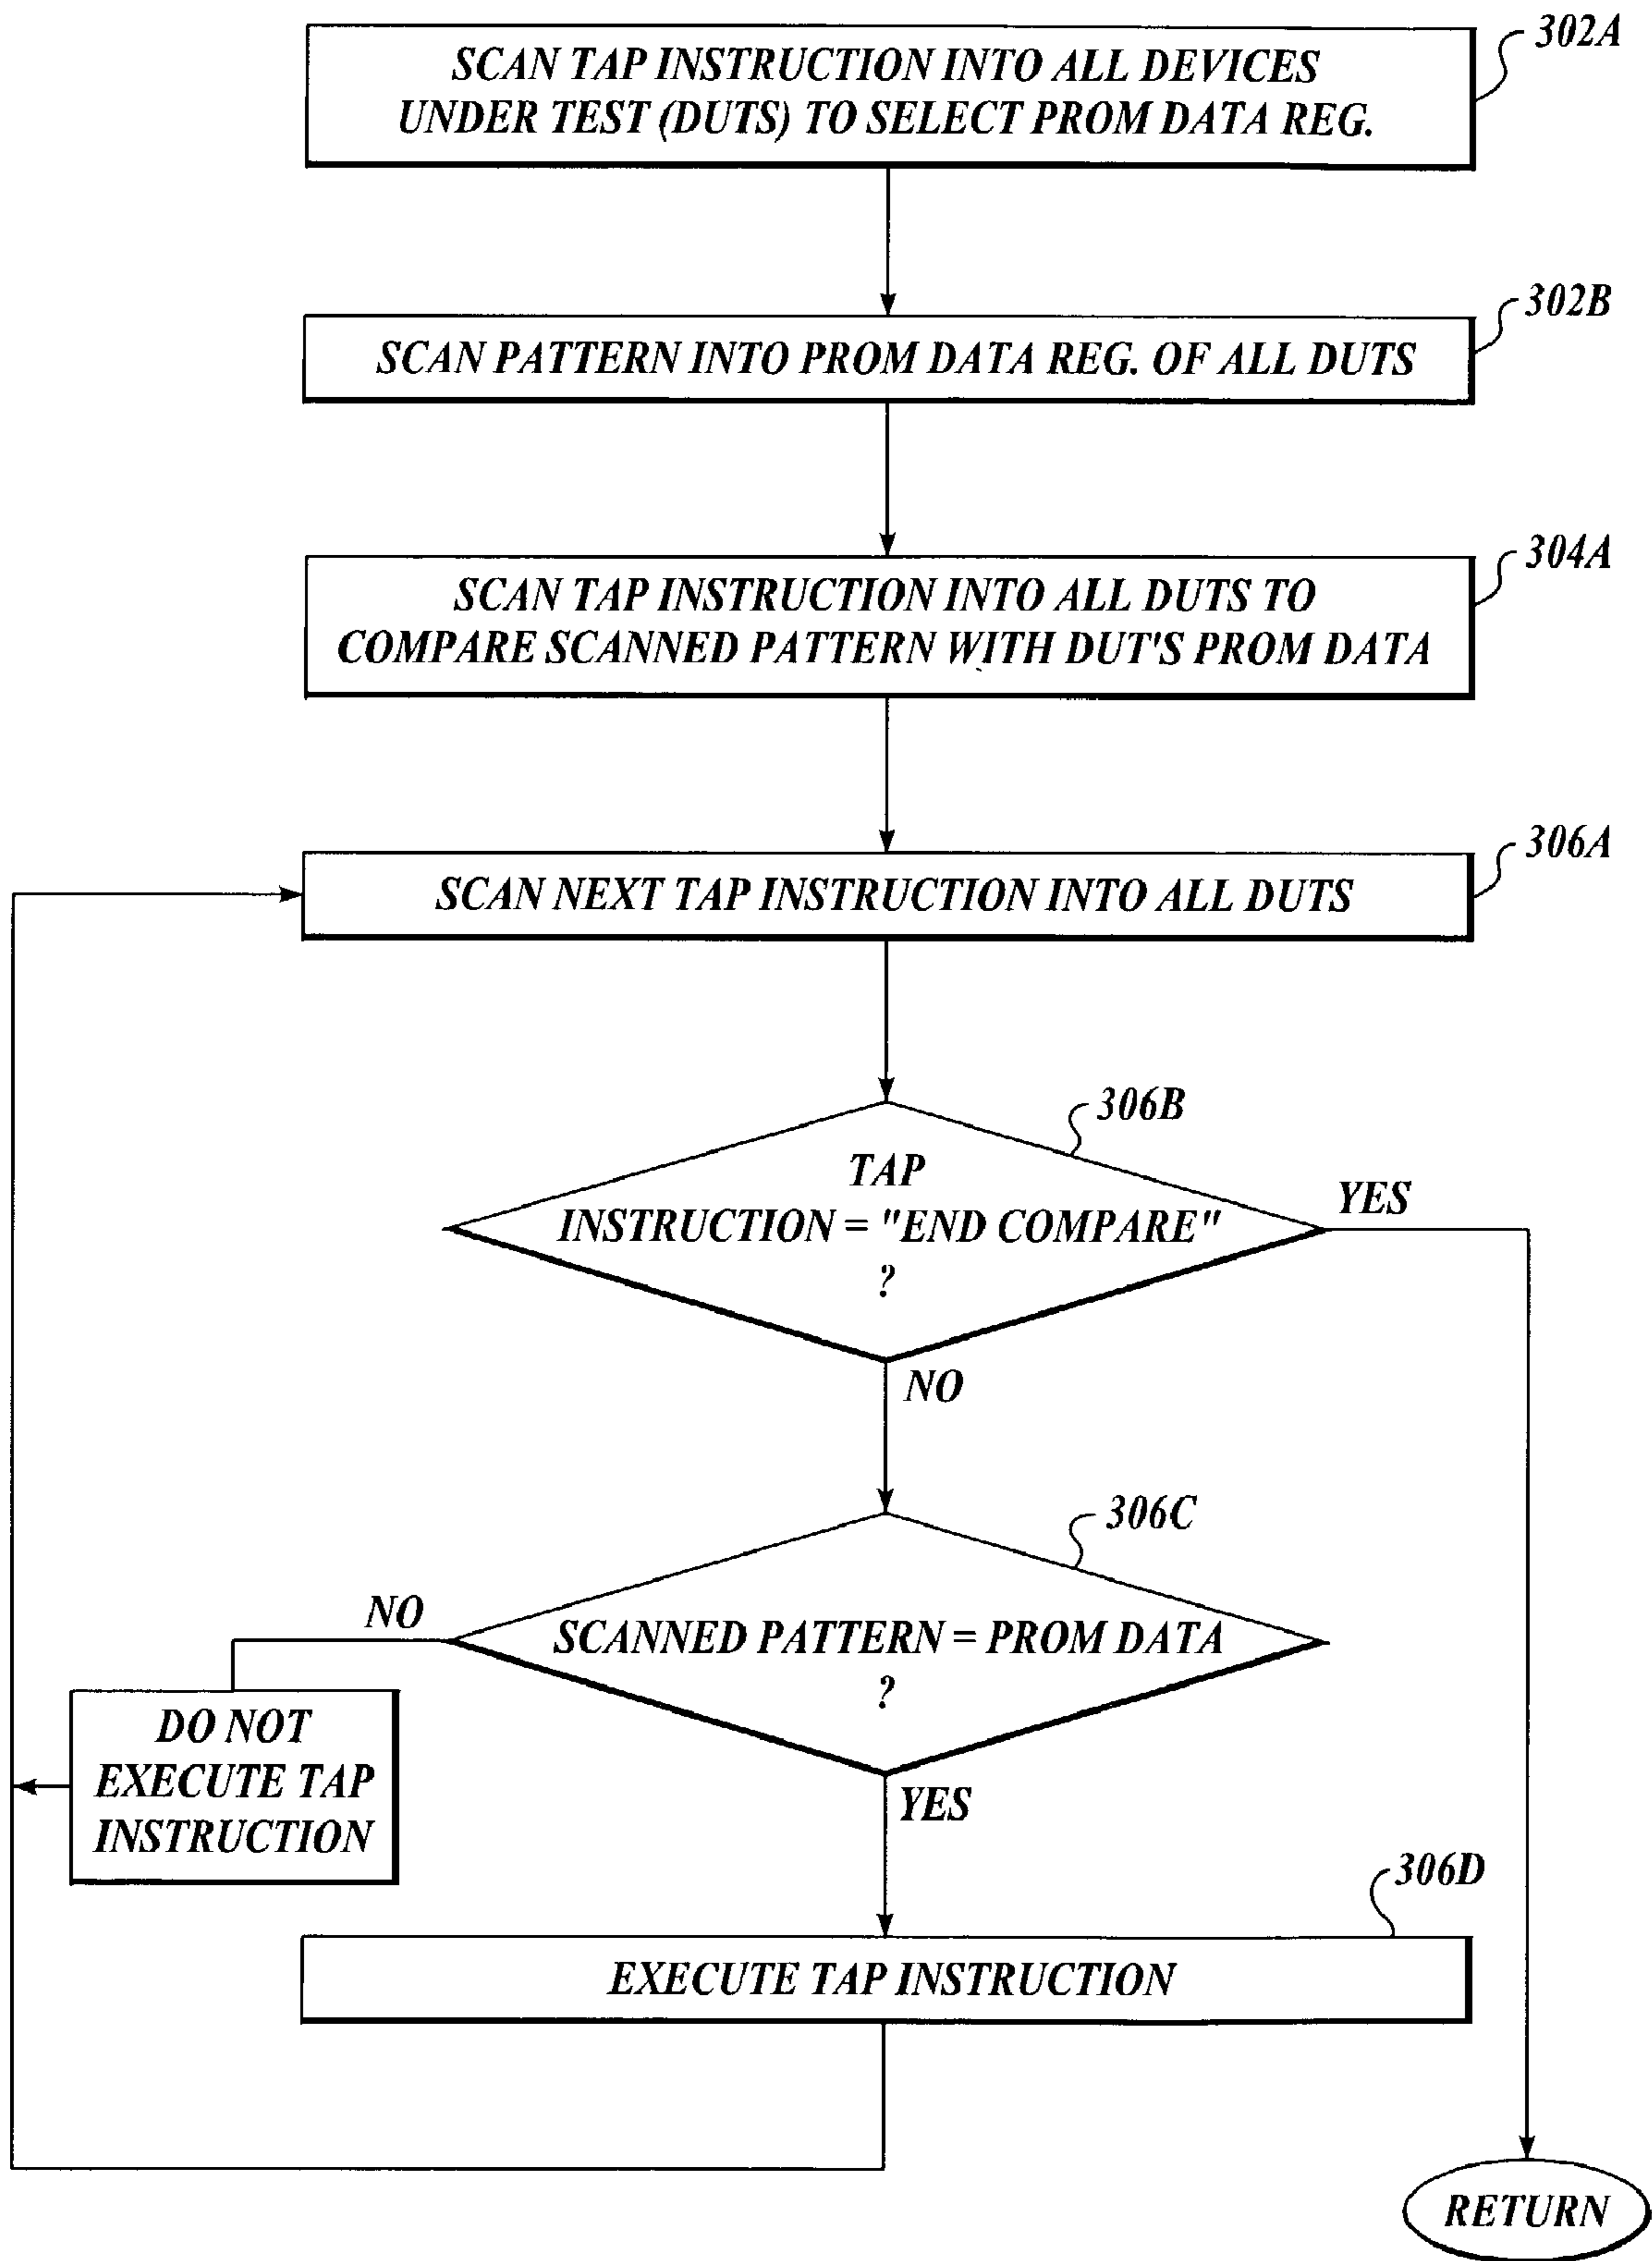 302A
SCAN TAP INSTRUCTION INTO ALL DEVICES
UNDER TEST (DUTS) TO SELECT PROM DATA REG.
302B
SCAN PATTERN INTO PROM DATA REG. OF ALL DUTS
304A
SCAN TAP INSTRUCTION INTO ALL DUTS TO
COMPARE SCANNED PATTERN WITH DUT'S PROM DATA
306A
SCAN NEXT TAP INSTRUCTION INTO ALL DUTS
306B
TAP
INSTRUCTION = "END COMPARE"
?
YES
NO
306C
SCANNED PATTERN = PROM DATA
?
NO
DO NOT
EXECUTE TAP
INSTRUCTION
YES
306D
EXECUTE TAP INSTRUCTION
RETURN